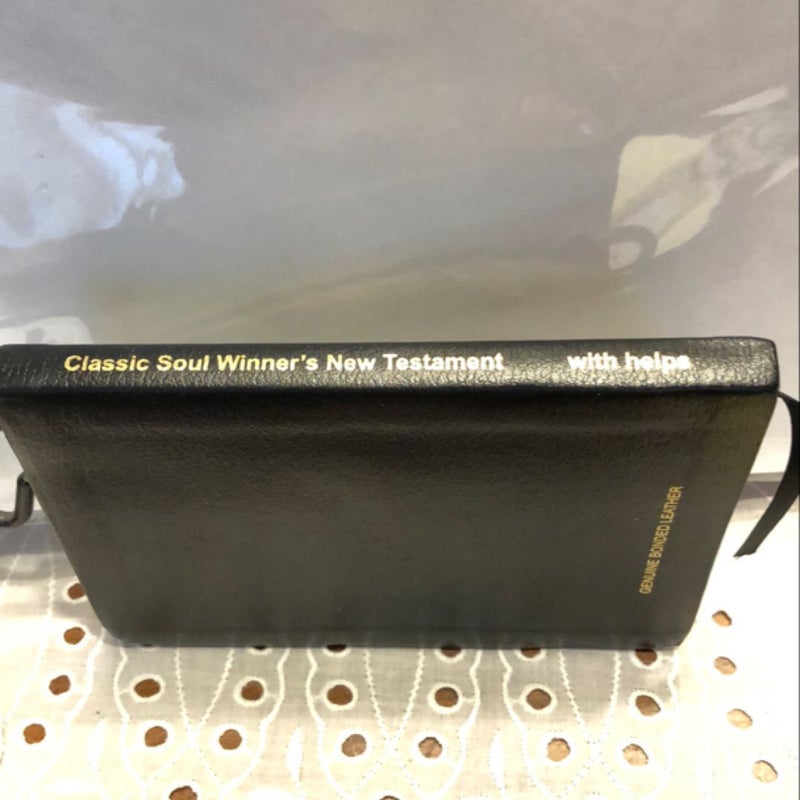 Classic Soul Winner's New Testament with helps
GENUINE BONDED LEATHER